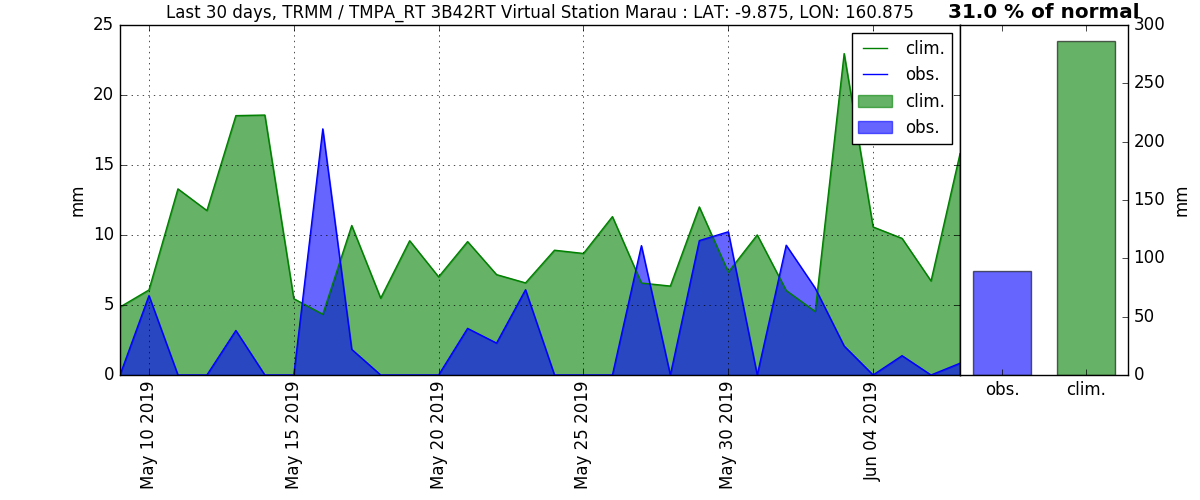 Last 30 days, TRMM / TMPA_RT 3B42RT Virtual Station Marau : LAT: -9.875, LON: 160.875
31.0 % of normal
25
20
15
10
5
0
mm
clim.
obs.
clim.
obs.
300
250
200
150
100
50
0
mm
May 10 2019
May 15 2019
May 20 2019
May 25 2019
May 30 2019
Jun 04 2019
obs.
clim.